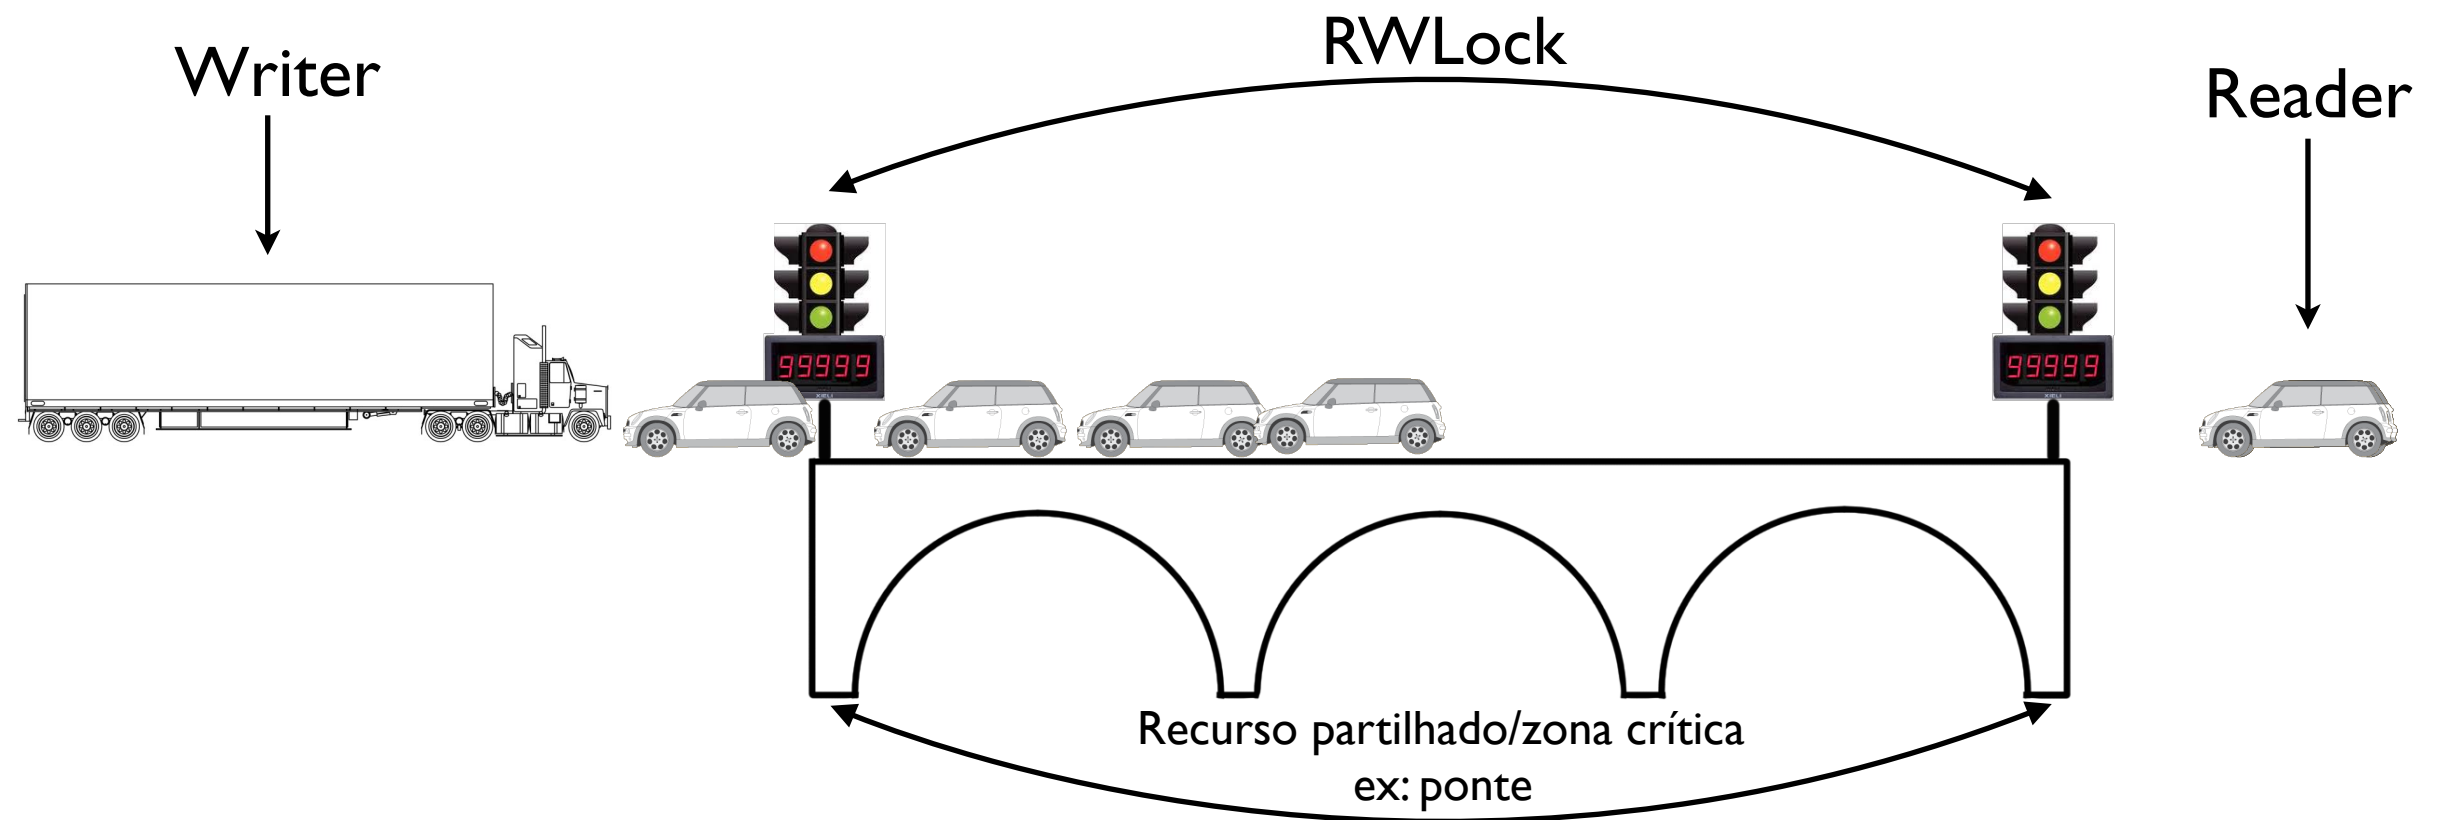 RWLock
Writer
Reader
99999
99999
Recurso partilhado/zona crítica
ex: ponte